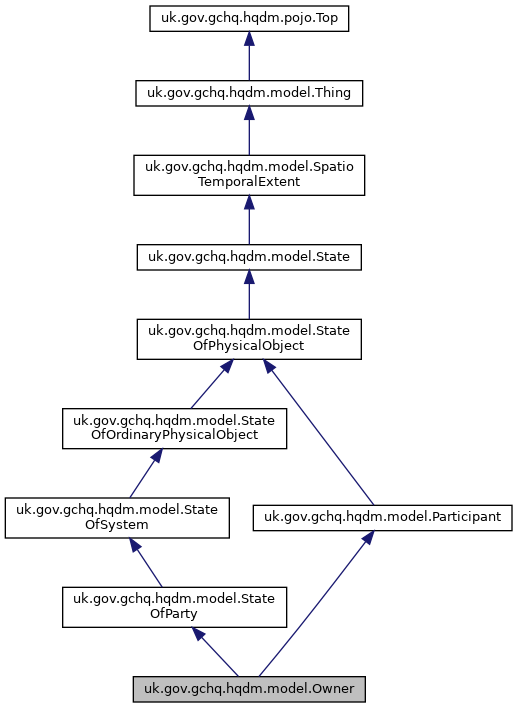 uk.gov.gchq.hqdm.pojo.Top
uk.gov.gchq.hqdm.model.Thing
uk.gov.gchq.hqdm.model.Spatio
TemporalExtent
uk.gov.gchq.hqdm.model.State
uk.gov.gchq.hqdm.model.State
OfPhysicalObject
uk.gov.gchq.hqdm.model.State
OfOrdinaryPhysicalObject
uk.gov.gchq.hqdm.model.State
OfSystem
uk.gov.gchq.hqdm.model.Participant
uk.gov.gchq.hqdm.model.State
OfParty
uk.gov.gchq.hqdm.model.Owner